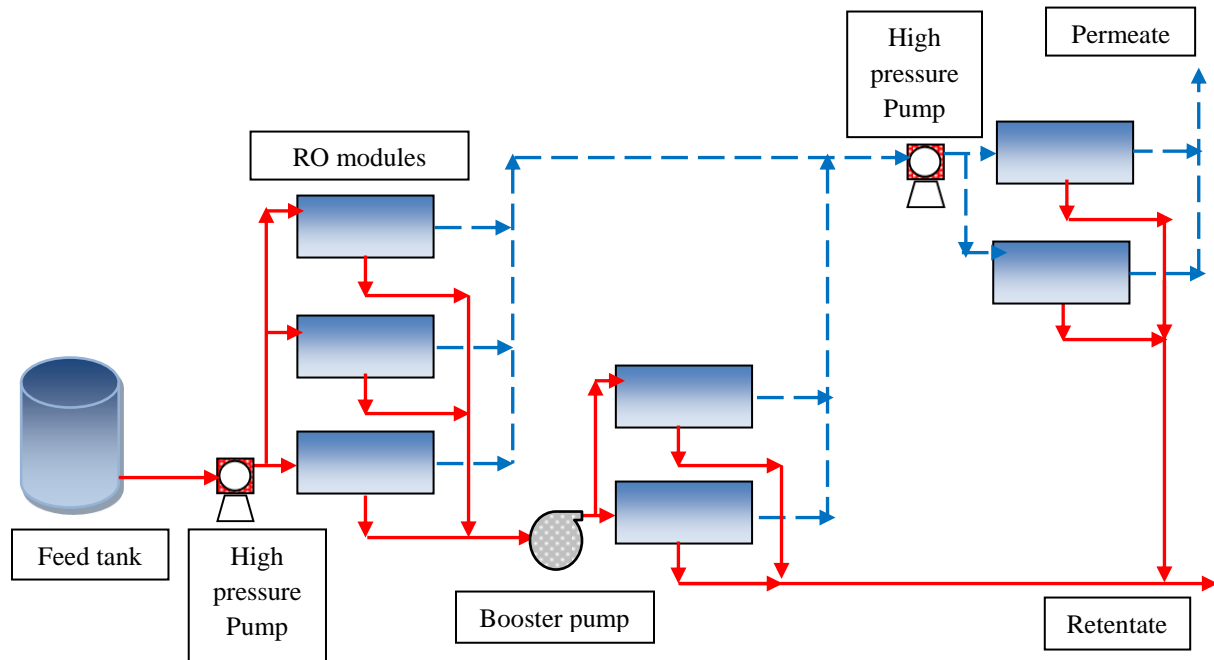 High
pressure
Pump
Permeate
RO modules
Feed tank
High
pressure
Pump
Booster pump
Retentate